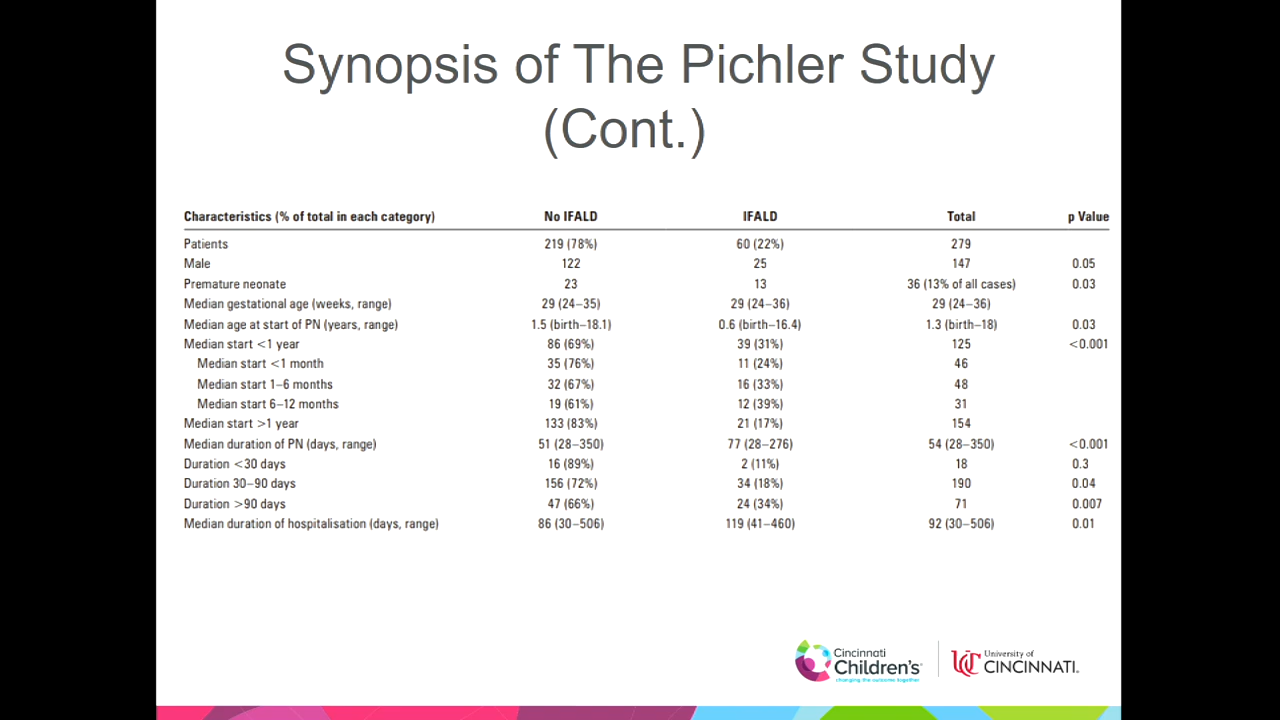 Synopsis of The Pichler Study
(Cont.)
Characteristics (% of total in each category) No IFALD IFALD Total p Value
Patients 219 (78%) 60 (22%) 279
Male 122 25 147 0.05
Premature neonate 23 13 36 (13% of all cases) 0.03
Median gestational age (weeks, range) 29 (24–35) 29 (24–36) 29 (24–36)
Median age at start of PN (years, range) 1.5 (birth–18.1) 0.6 (birth–16.4) 1.3 (birth–18) 0.03
Median start <1 year 86 (69%) 39 (31%) 125 <0.001
Median start <1 month 35 (76%) 11 (24%) 46
Median start 1–6 months 32 (67%) 16 (33%) 48
Median start 6–12 months 19 (61%) 12 (39%) 31
Median start >1 year 133 (83%) 21 (17%) 154
Median duration of PN (days, range) 51 (28–350) 77 (28–276) 54 (28–350) <0.001
Duration <30 days 16 (89%) 2 (11%) 18 0.3
Duration 30–90 days 156 (72%) 34 (18%) 190 0.04
Duration >90 days 47 (66%) 24 (34%) 71 0.007
Median duration of hospitalisation (days, range) 86 (30–506) 119 (41–460) 92 (30–506) 0.01
Cincinnati
Children's
changing the outcome together
UC
University of
CINCINNATI.